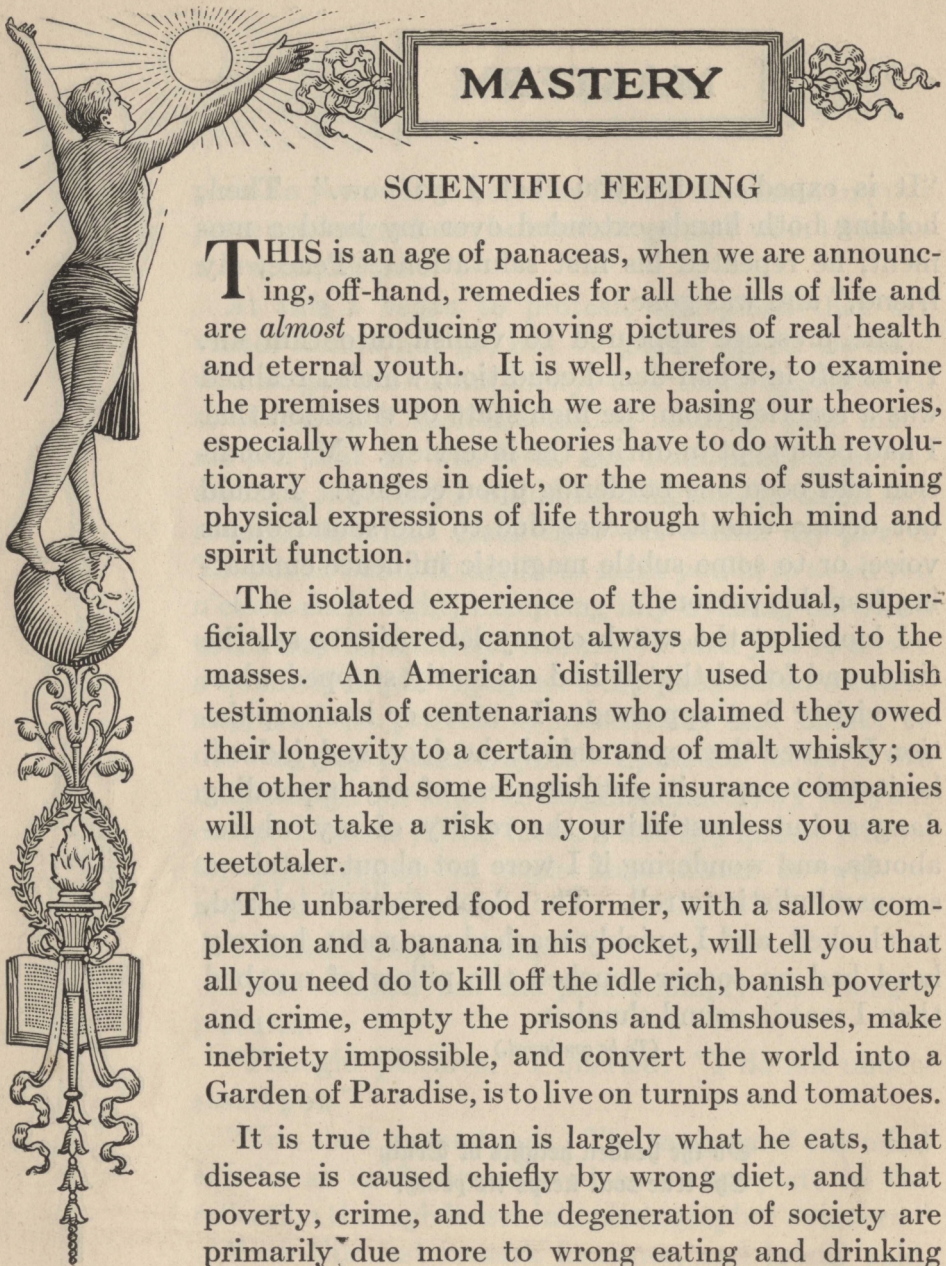 MASTERY
SCIENTIFIC FEEDING
THIS is an age of panaceas, when we are announc-
ing, off-hand, remedies for all the ills of life and
are almost producing moving pictures of real health
and eternal youth. It is well, therefore, to examine
the premises upon which we are basing our theories,
especially when these theories have to do with revolu-
tionary changes in diet, or the means of sustaining
physical expressions of life through which mind and
spirit function.
The isolated experience of the individual, super-
ficially considered, cannot always be applied to the
masses. An American distillery used to publish
testimonials of centenarians who claimed they owed
their longevity to a certain brand of malt whisky; on
the other hand some English life insurance companies
will not take a risk on your life unless you are a
teetotaler.
The unbarbered food reformer, with a sallow com-
plexion and a banana in his pocket, will tell you that
all you need do to kill off the idle rich, banish poverty
and crime, empty the prisons and almshouses, make
inebriety impossible, and convert the world into a
Garden of Paradise, is to live on turnips and tomatoes.
It is true that man is largely what he eats, that
disease is caused chiefly by wrong diet, and that
poverty, crime, and the degeneration of society are
primarily due more to wrong eating and drinking